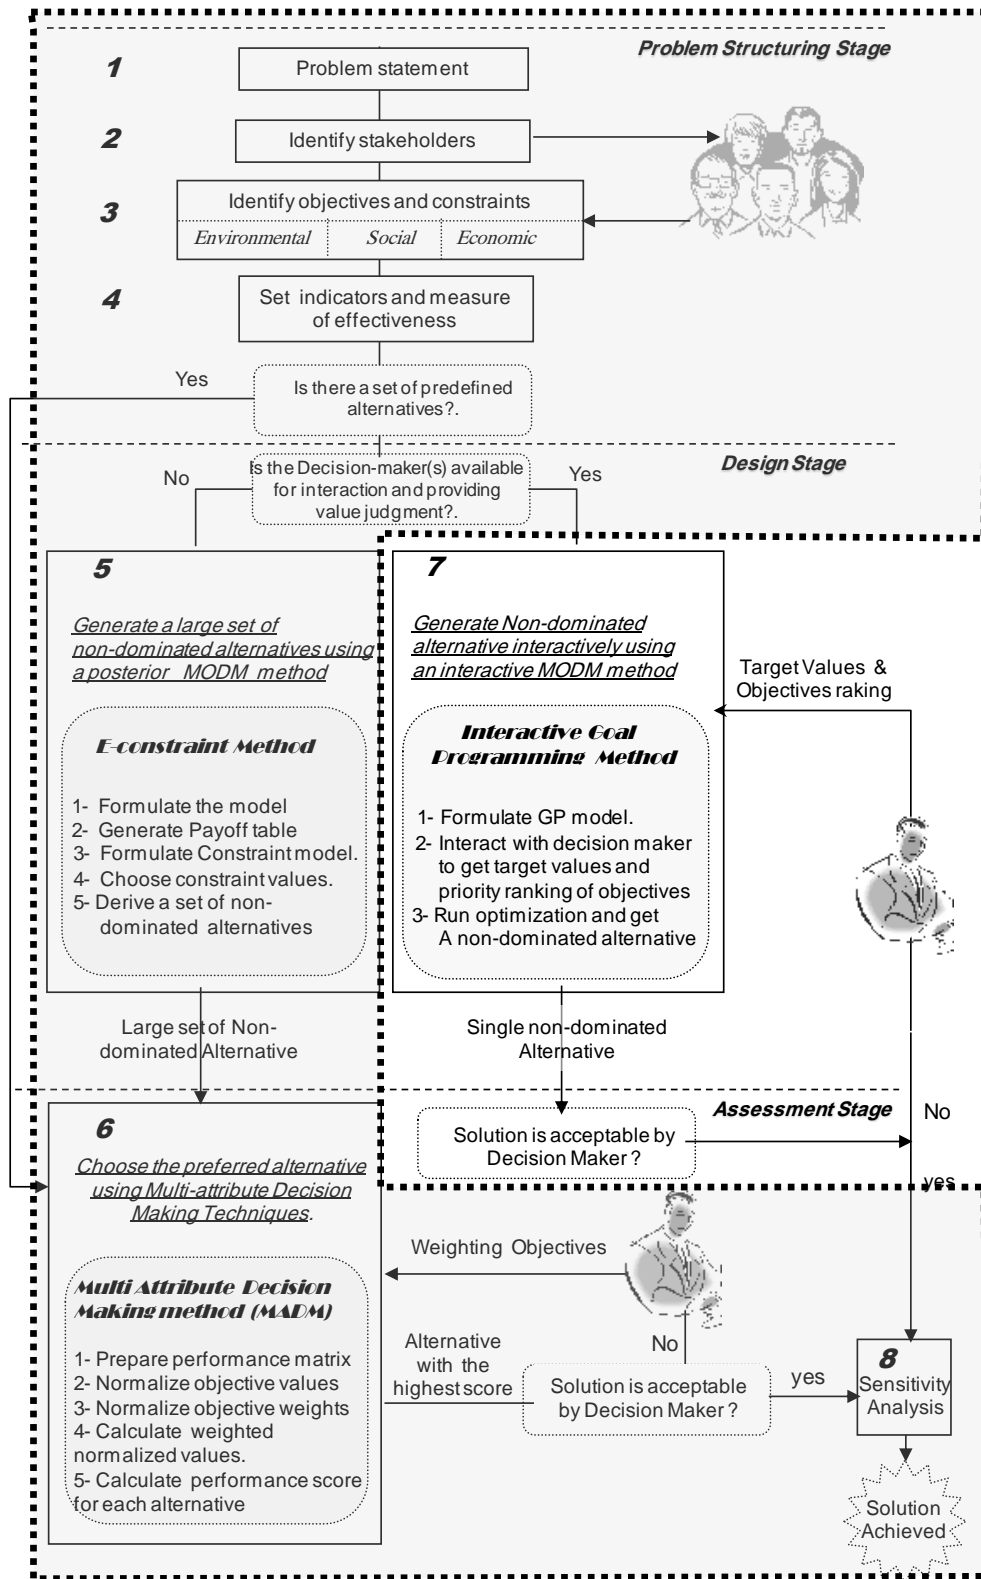 Problem Structuring Stage
1
Problem statement
2
Identify stakeholders
3
Identify objectives and constraints
Environmental Social Economic
4
Set indicators and measure
of effectiveness
Yes
Is there a set of predefined
alternatives?.
Design Stage
No
Is the Decision-maker(s) available
for interaction and providing
value judgment?.
Yes
5
Generate a large set of
non-dominated alternatives using
a posterior MODM method
E-constraint Method
1- Formulate the model
2- Generate Payoff table
3- Formulate Constraint model.
4- Choose constraint values.
5- Derive a set of non-
dominated alternatives
7
Generate Non-dominated
alternative interactively using
an interactive MODM method
Interactive Goal
Programming Method
1- Formulate GP model.
2- Interact with decision maker
to get target values and
priority ranking of objectives
3- Run optimization and get
A non-dominated alternative
Target Values &
Objectives raking
Large set of Non-
dominated Alternative
Single non-dominated
Alternative
Assessment Stage
No
Solution is acceptable by
Decision Maker ?
yes
6
Choose the preferred alternative
using Multi-attribute Decision
Making Techniques.
Multi Attribute Decision
Making method (MADM)
1- Prepare performance matrix
2- Normalize objective values
3- Normalize objective weights
4- Calculate weighted
normalized values.
5- Calculate performance score
for each alternative
Weighting Objectives
Alternative
with the
highest score
No
Solution is acceptable
by Decision Maker ?
yes
8
Sensitivity
Analysis
Solution
Achieved